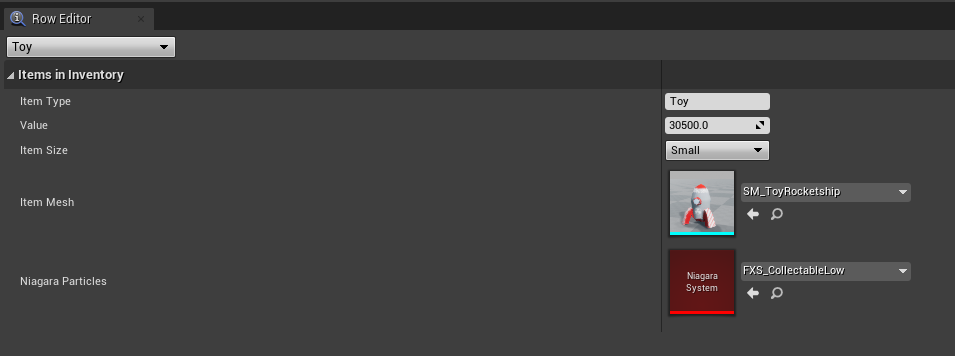 Row Editor
Toy
Items in Inventory
Item Type
Toy
Value
30500.0
Item Size
Small
Item Mesh
SM_ToyRocketship
Niagara Particles
Niagara
System
FXS_CollectableLow